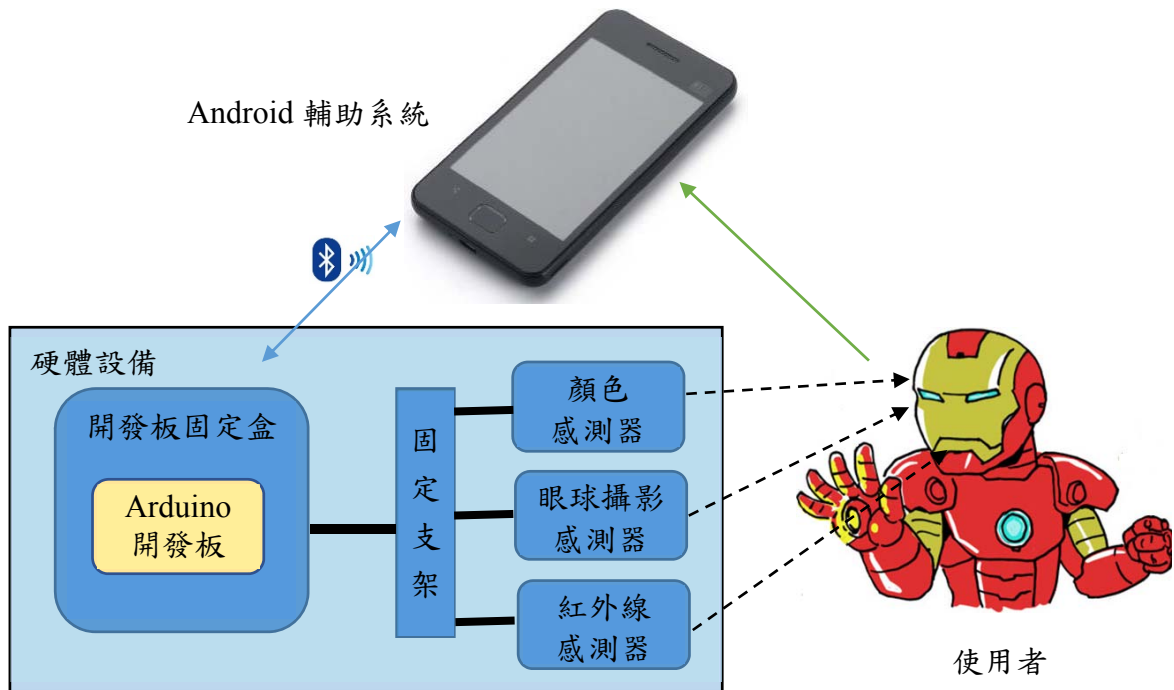 Android 輔助系統
硬體設備
開發板固定盒
Arduino
開發板
固定支架
顏色
感測器
眼球攝影
感測器
紅外線
感測器
使用者